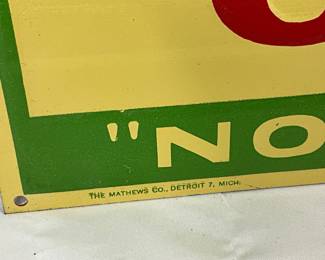 "NO
THE MATHEWS CO., DETROIT 7, MICH.